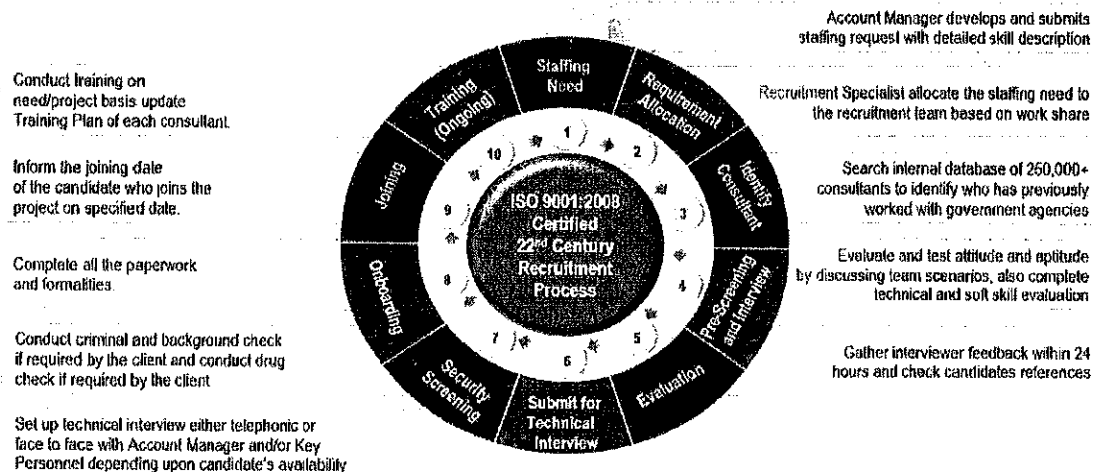 Account Manager develops and submits
staffing request with detailed skill description
Recruitment Specialist allocate the staffing need to
the recruitment team based on work share
Search internal database of 250,000+
consultants to identify who has previously
worked with government agencies
Evaluate and test attitude and aptitude
by discussing team scenarios, also complete
technical and soft skill evaluation
Gather interviewer feedback within 24
hours and check candidates references
Conduct training on
need/project basis update
Training Plan of each consultant.
Inform the joining date
of the candidate who joins the
project on specified date.
Complete all the paperwork
and formalities.
Conduct criminal and background check
if required by the client and conduct drug
check if required by the client
Set up technical interview either telephonic or
face to face with Account Manager and/or Key
Personnel depending upon candidate's availability
Staffing
Need
Requirement
Allocation
Identify
Consultant
Pre-Screening
and Interview
Evaluation
Submit for
Technical
Interview
Security
Screening
Onboarding
Joining
Training
(Ongoing)
1
2
3
4
5
6
7
8
9
10
ISO 9001:2008
Certified
22nd Century
Recruitment
Process